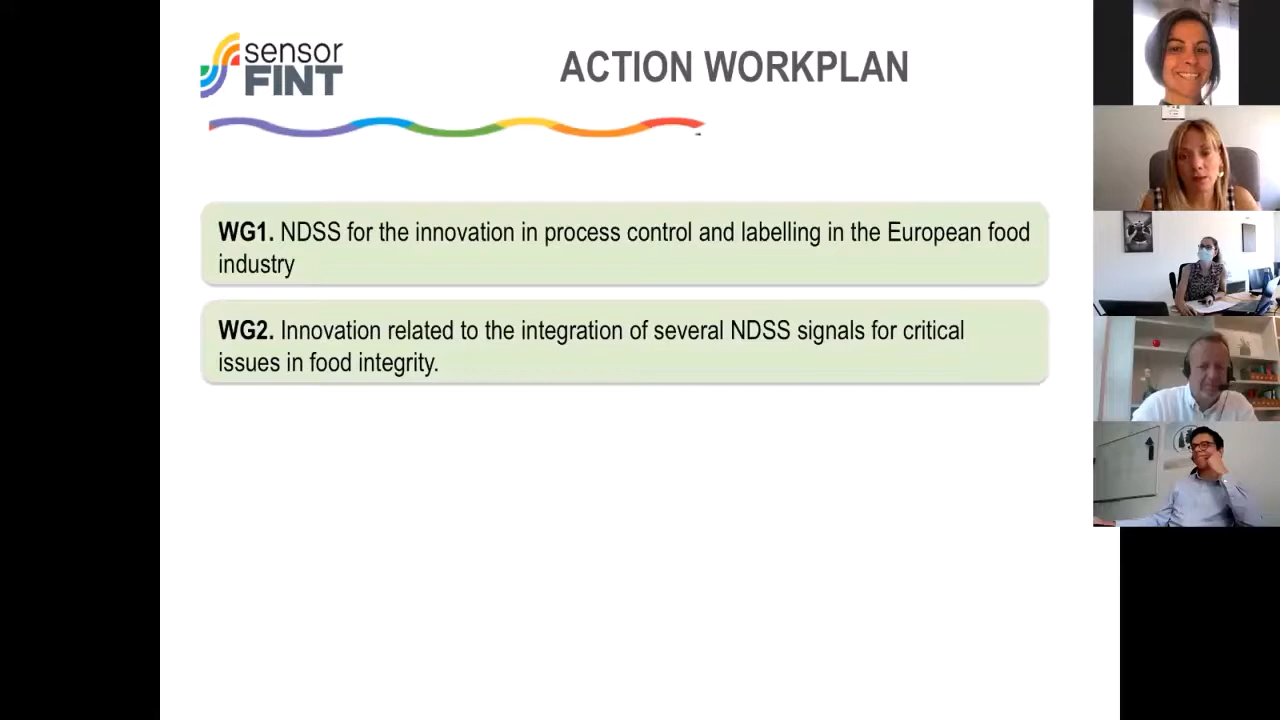 sensor
FINT
ACTION WORKPLAN
WG1. NDSS for the innovation in process control and labelling in the European food
industry
WG2. Innovation related to the integration of several NDSS signals for critical
issues in food integrity.